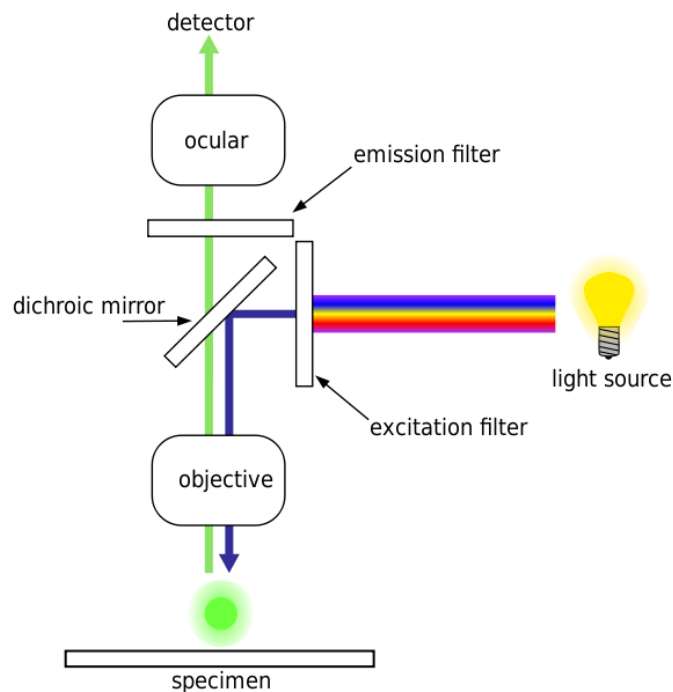 detector
ocular
emission filter
dichroic mirror
light source
excitation filter
objective
specimen